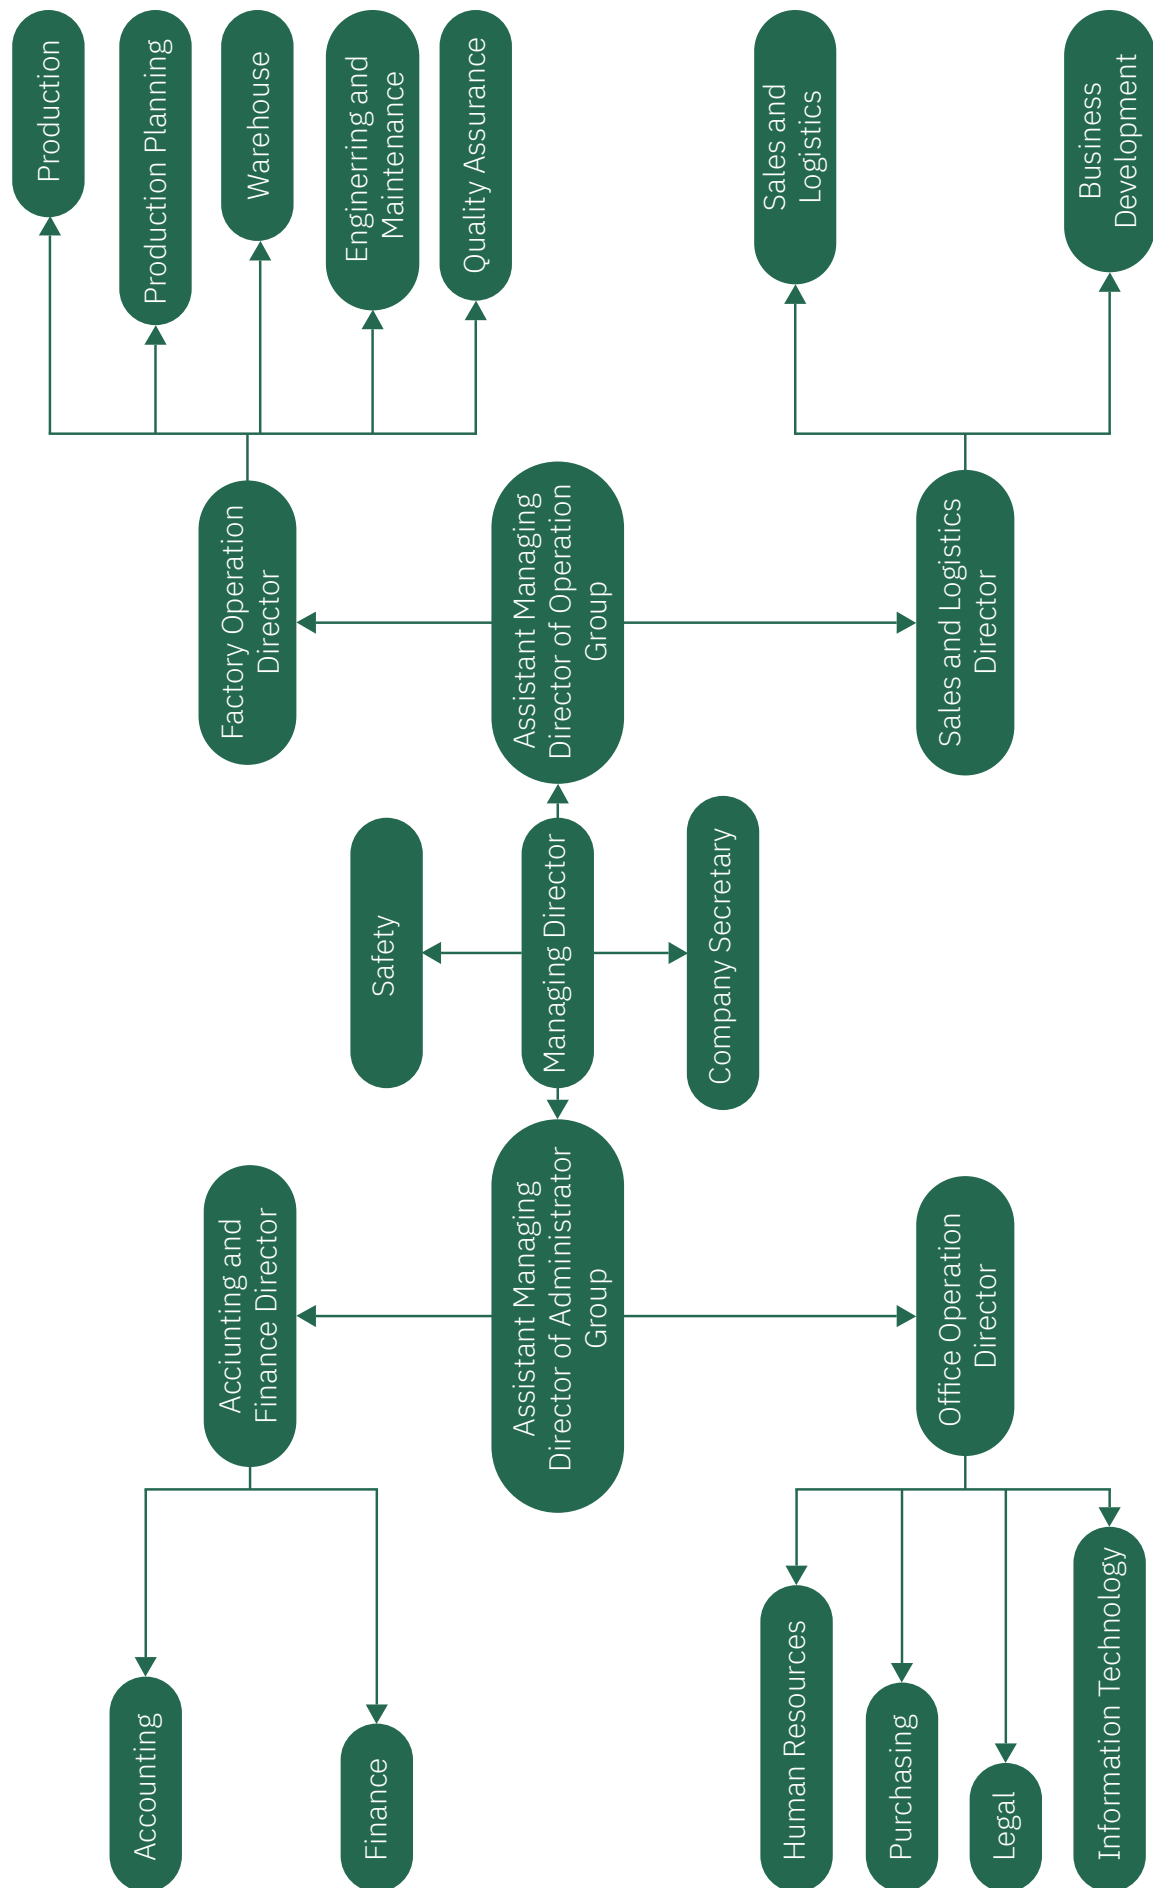 Accounting
Finance
Human Resources
Purchasing
Legal
Information Technology
Acciunting and
Finance Director
Assistant Managing
Director of Administrator
Group
Office Operation
Director
Safety
Managing Director
Company Secretary
Factory Operation
Director
Assistant Managing
Director of Operation
Group
Sales and Logistics
Director
Production
Production Planning
Warehouse
Enginerring and
Maintenance
Quality Assurance
Sales and
Logistics
Business
Development